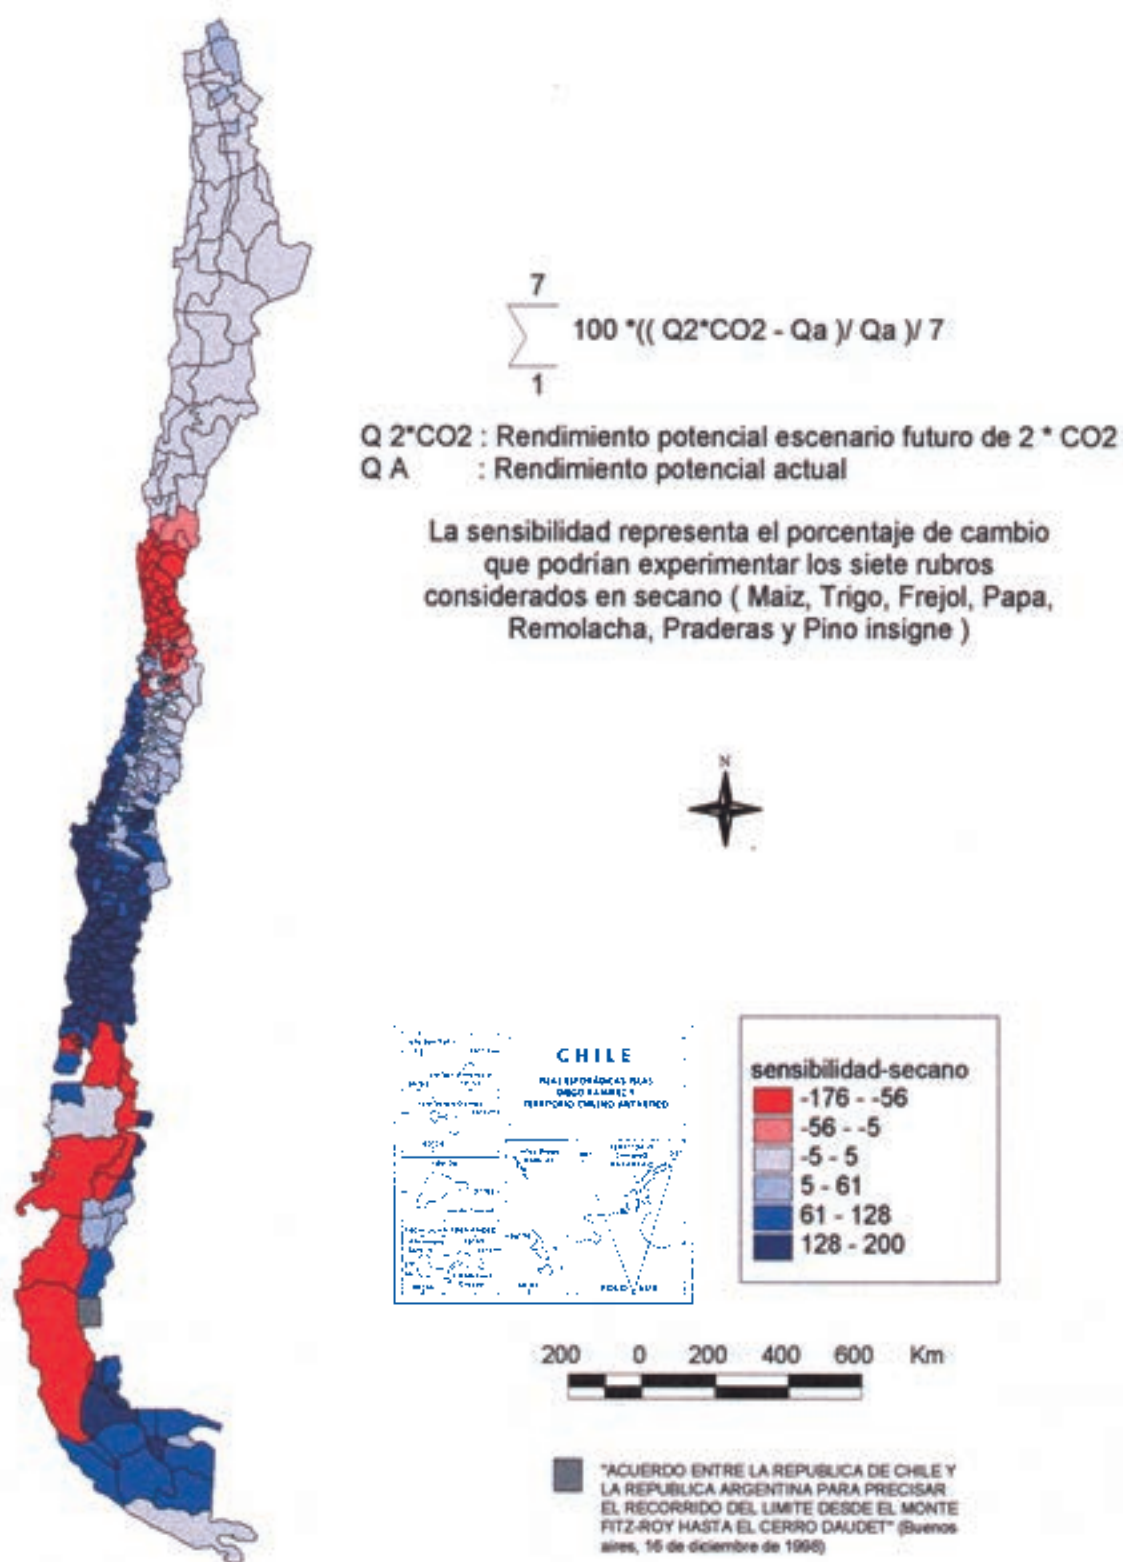 7
100 *(( Q2*CO2 - Qa )/ Qa )/ 7
1
Q 2*CO2 : Rendimiento potencial escenario futuro de 2 * CO2
Q A : Rendimiento potencial actual
La sensibilidad representa el porcentaje de cambio
que podrían experimentar los siete rubros
considerados en secano ( Maiz, Trigo, Frejol, Papa,
Remolacha, Praderas y Pino insigne )
N
CHILE
TERRITORIO CHILENO ANTARTICO
POLO SUR
sensibilidad-secano
-176 - -56
-56 - -5
-5 - 5
5 - 61
61 - 128
128 - 200
200 0 200 400 600 Km
"ACUERDO ENTRE LA REPUBLICA DE CHILE Y
LA REPUBLICA ARGENTINA PARA PRECISAR
EL RECORRIDO DEL LIMITE DESDE EL MONTE
FITZ-ROY HASTA EL CERRO DAUDET" (Buenos
aires, 16 de diciembre de 1998)